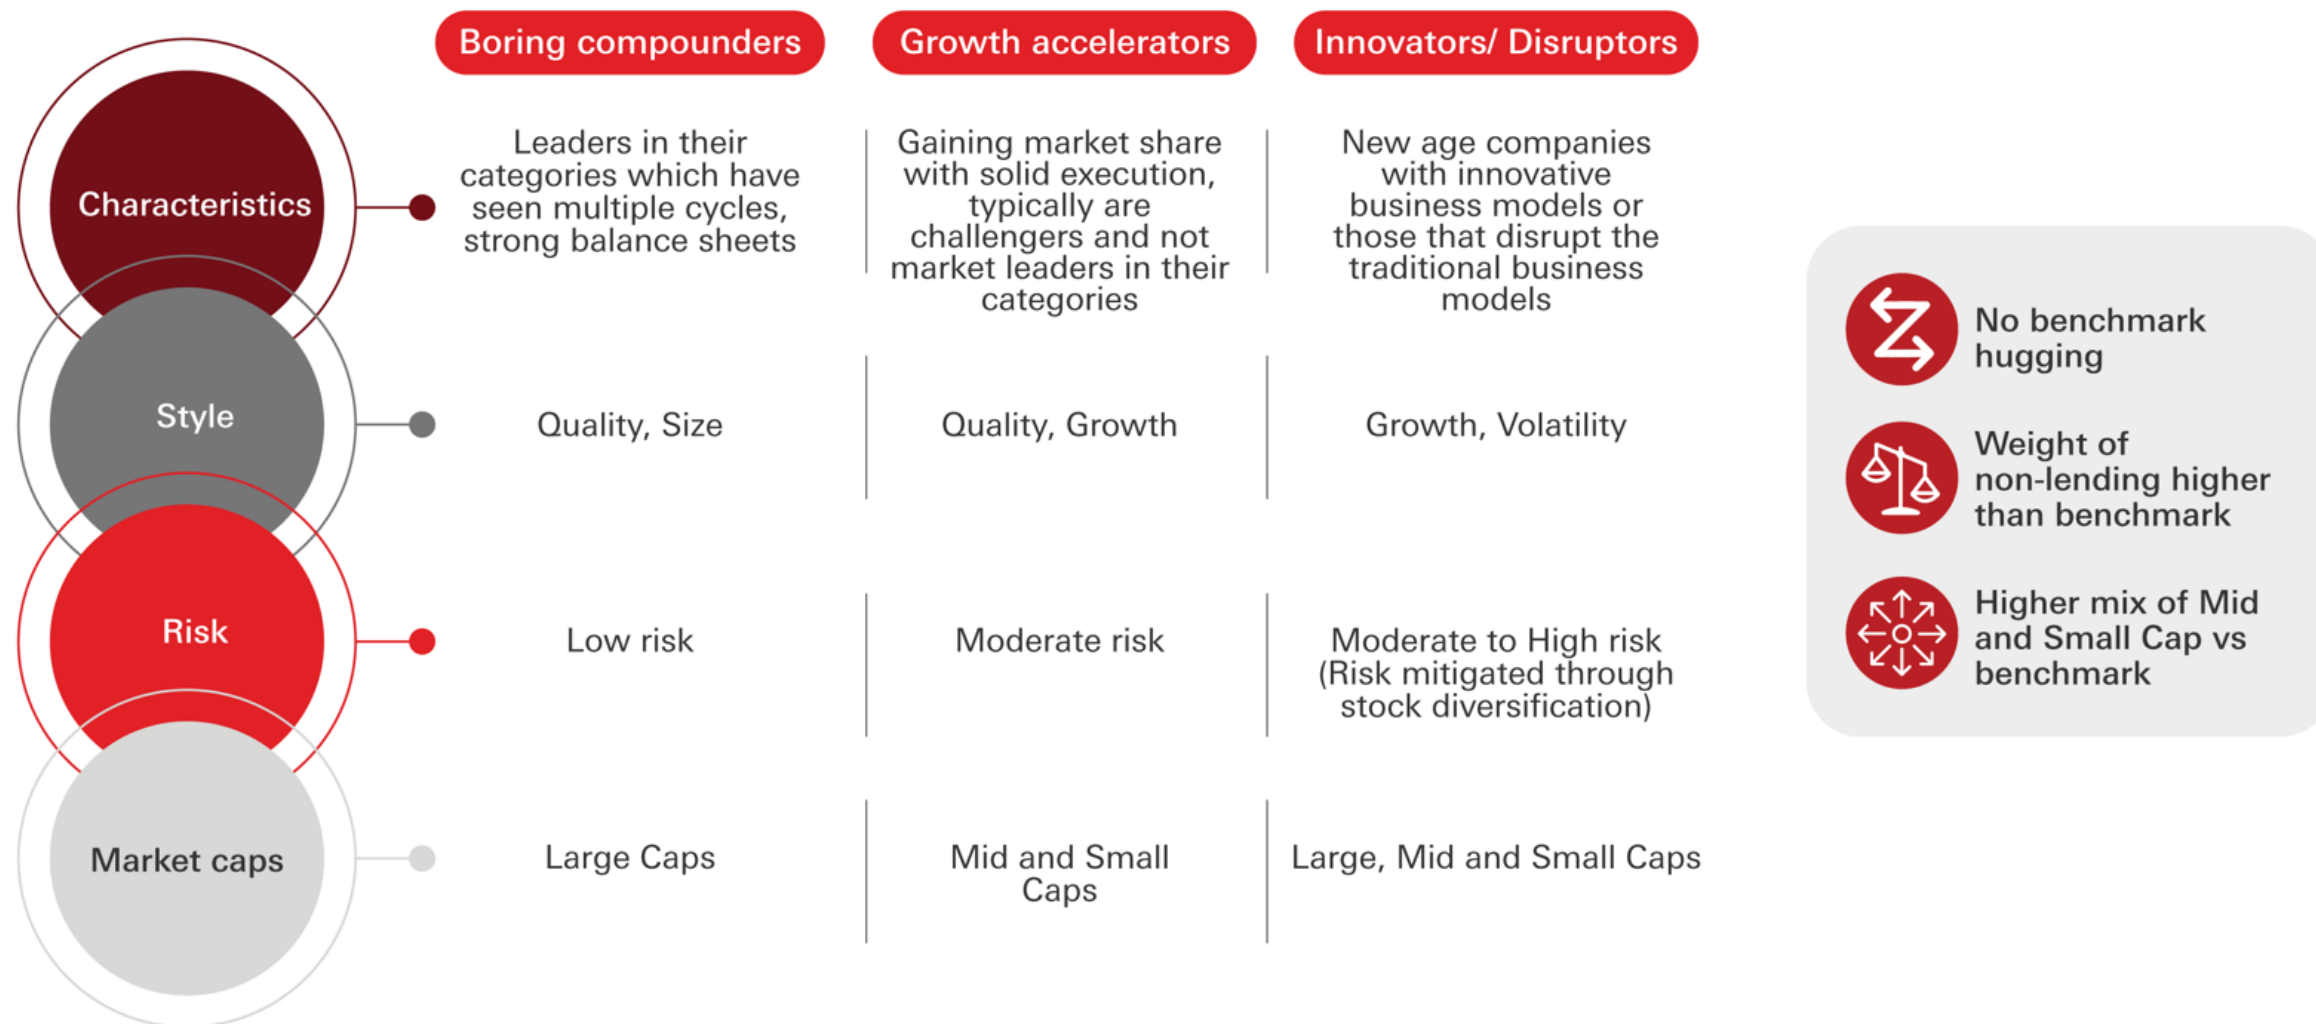 Boring compounders
Growth accelerators
Innovators/ Disruptors
Characteristics
Leaders in their
categories which have
seen multiple cycles,
strong balance sheets
Gaining market share
with solid execution,
typically are
challengers and not
market leaders in their
categories
New age companies
with innovative
business models or
those that disrupt the
traditional business
models
Style
Quality, Size
Quality, Growth
Growth, Volatility
Risk
Low risk
Moderate risk
Moderate to High risk
(Risk mitigated through
stock diversification)
Market caps
Large Caps
Mid and Small
Caps
Large, Mid and Small Caps
No benchmark
hugging
Weight of
non-lending higher
than benchmark
Higher mix of Mid
and Small Cap vs
benchmark